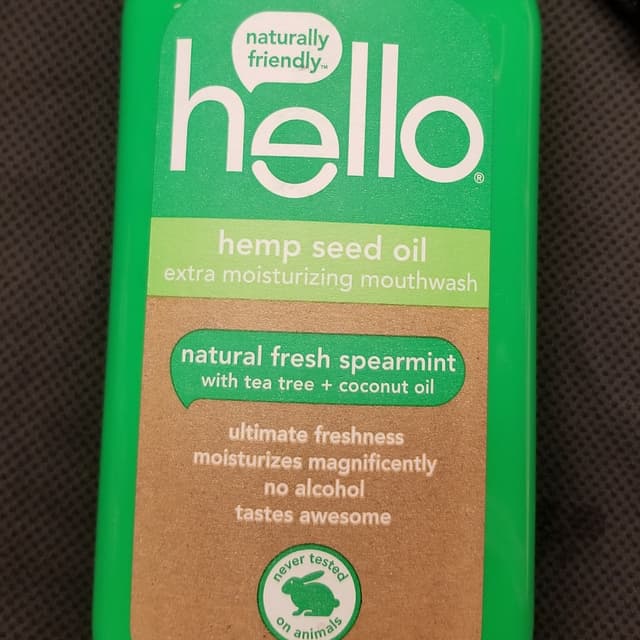 naturally
friendly™
hello®
hemp seed oil
extra moisturizing mouthwash
natural fresh spearmint
with tea tree + coconut oil
ultimate freshness
moisturizes magnificently
no alcohol
tastes awesome
never tested
on animals